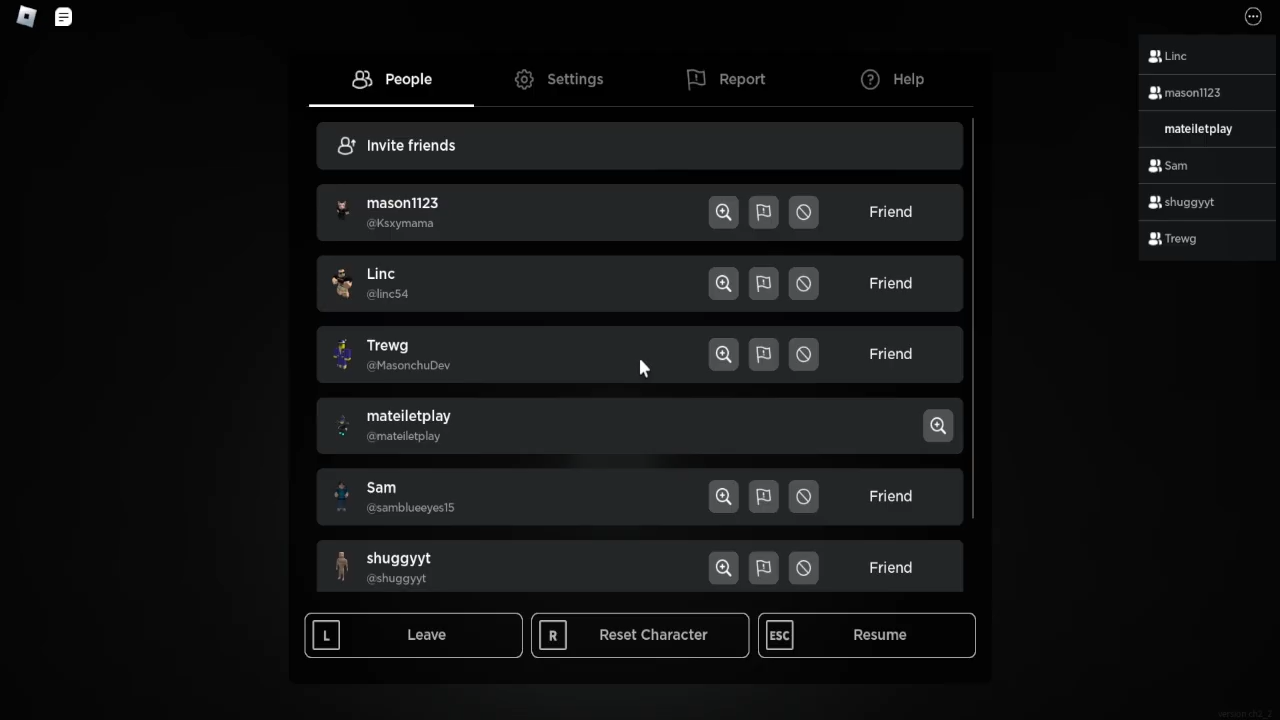 People
Settings
Report
Help
Invite friends
mason1123
@Ksxymama
Friend
Linc
@linc54
Friend
Trewg
@MasonchuDev
Friend
mateiletplay
@mateiletplay
Sam
@samblueeyes15
Friend
shuggyyt
@shuggyyt
Friend
L
Leave
R
Reset Character
ESC
Resume
Linc
mason1123
mateiletplay
Sam
shuggyyt
Trewg